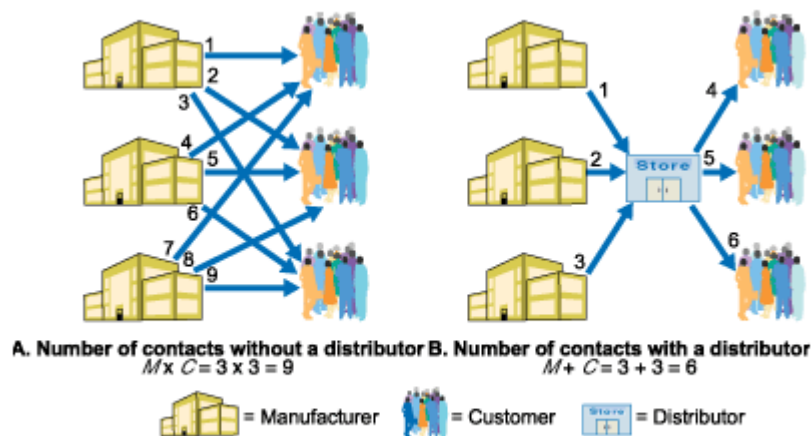 1
2
3
4
5
6
7
8
9
1
2
3
Store
4
5
6
A. Number of contacts without a distributor
M x C = 3 x 3 = 9
B. Number of contacts with a distributor
M + C = 3 + 3 = 6
= Manufacturer
= Customer
Store
= Distributor